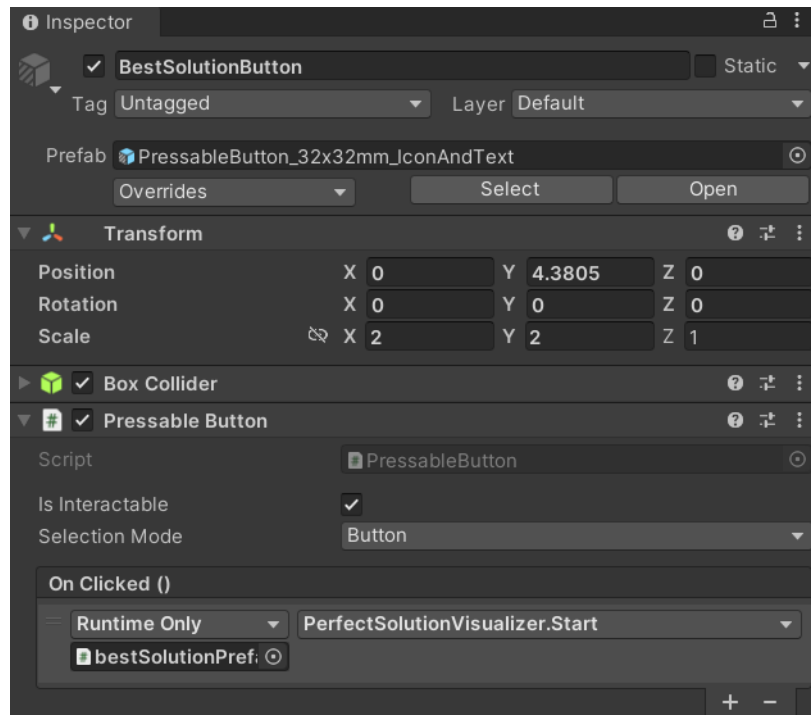 Inspector
BestSolutionButton Static
Tag Untagged Layer Default
Prefab PressableButton_32x32mm_IconAndText
Overrides Select Open
Transform
Position X 0 Y 4.3805 Z 0
Rotation X 0 Y 0 Z 0
Scale X 2 Y 2 Z 1
Box Collider
# Pressable Button
Script # PressableButton
Is Interactable
Selection Mode Button
On Clicked ()
Runtime Only PerfectSolutionVisualizer.Start
# bestSolutionPref
+ −